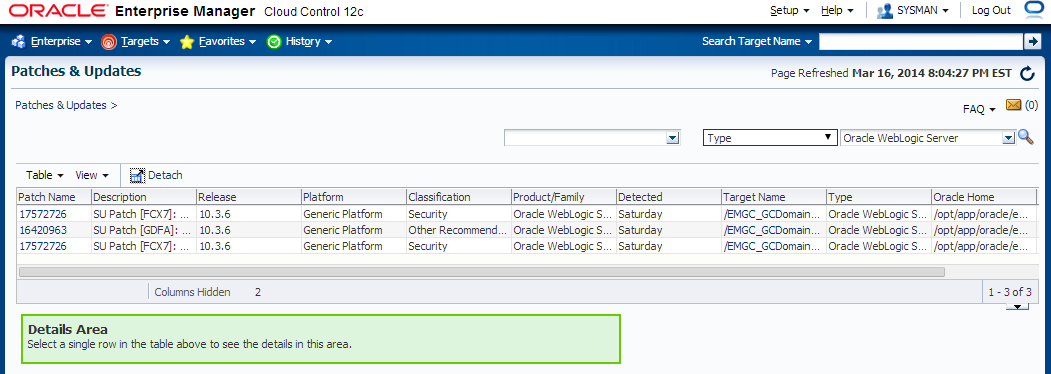 ORACLE Enterprise Manager Cloud Control 12c Setup Help SYSMAN Log Out
Enterprise Targets Favorites History Search Target Name
Patches & Updates Page Refreshed Mar 16, 2014 8:04:27 PM EST
Patches & Updates > FAQ (0)
Type Oracle WebLogic Server
Table View Detach
Patch Name Description Release Platform Classification Product/Family Detected Target Name Type Oracle Home
17572726 SU Patch [FCX7]: ... 10.3.6 Generic Platform Security Oracle WebLogic S... Saturday /EMGC_GCDomain... Oracle WebLogic S... /opt/app/oracle/e...
16420963 SU Patch [GDFA]: ... 10.3.6 Generic Platform Other Recommend... Oracle WebLogic S... Saturday /EMGC_GCDomain... Oracle WebLogic S... /opt/app/oracle/e...
17572726 SU Patch [FCX7]: ... 10.3.6 Generic Platform Security Oracle WebLogic S... Saturday /EMGC_GCDomain... Oracle WebLogic S... /opt/app/oracle/e...
Columns Hidden 2 1 - 3 of 3
Details Area
Select a single row in the table above to see the details in this area.